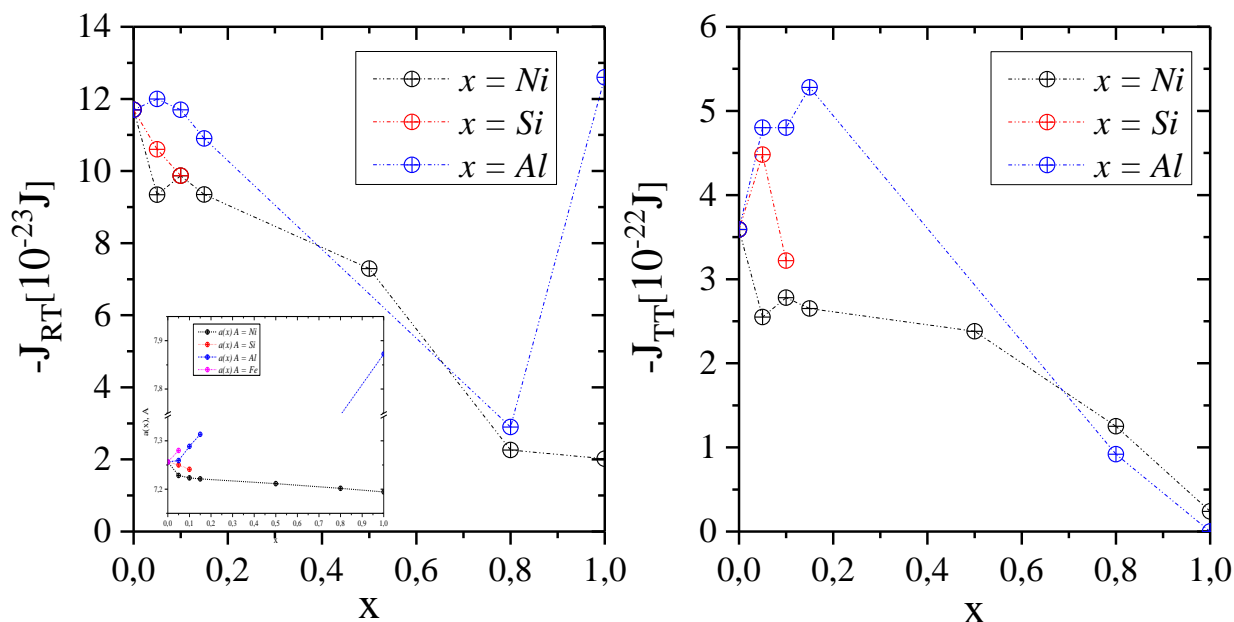 14
12
10
8
6
4
2
0
-J_RT[10^-23J]
0,0 0,2 0,4 0,6 0,8 1,0
x
x = Ni
x = Si
x = Al
7,9
7,8
7,3
7,2
a(x), A
0,0 0,1 0,2 0,3 0,4 0,5 0,6 0,7 0,8 0,9 1,0
x
a(x) A = Ni
a(x) A = Si
a(x) A = Al
a(x) A = Fe
6
5
4
3
2
1
0
-J_TT[10^-22J]
0,0 0,2 0,4 0,6 0,8 1,0
x
x = Ni
x = Si
x = Al